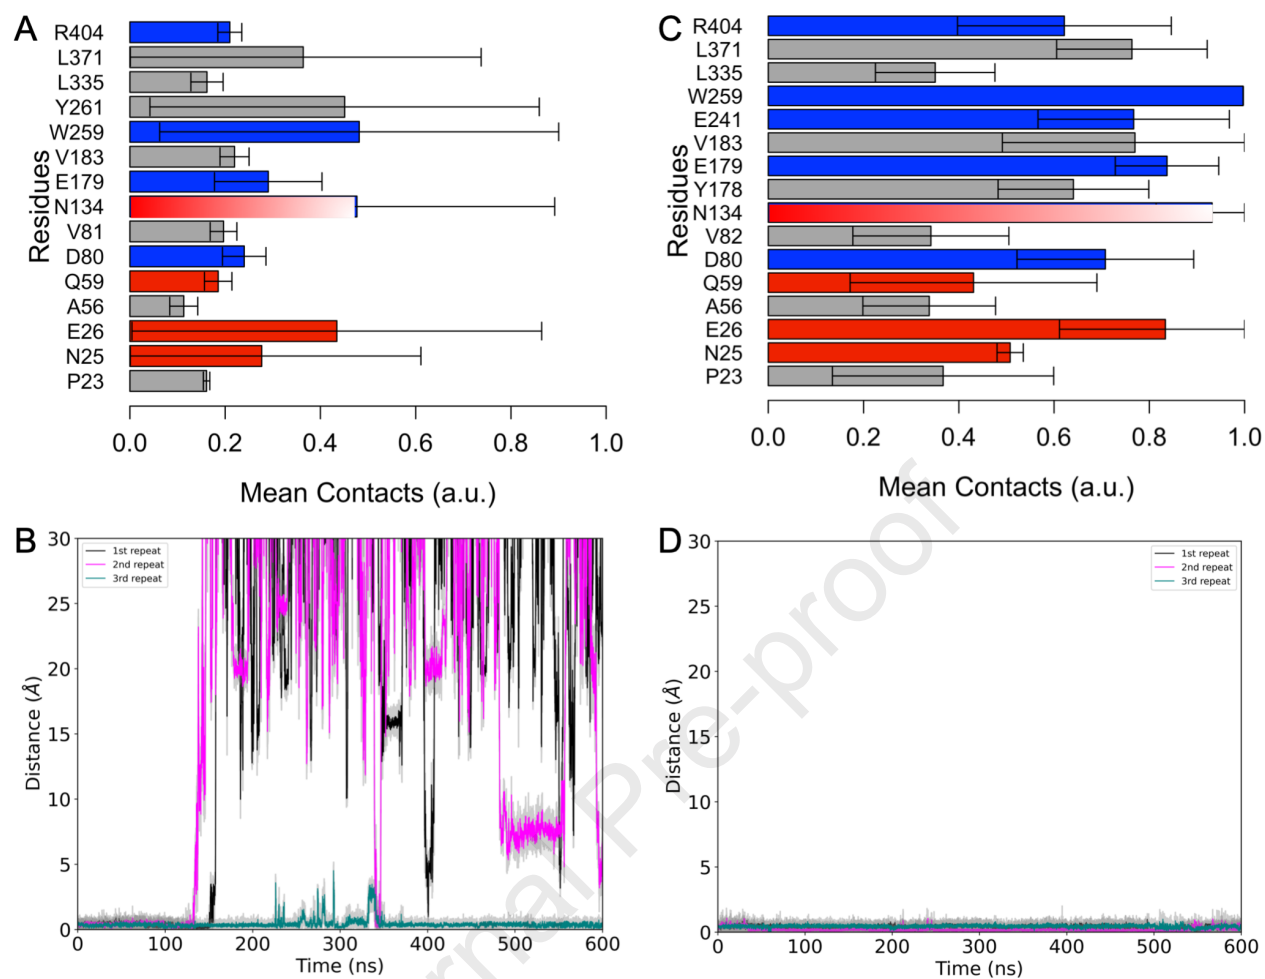 A
R404
L371
L335
Y261
W259
V183
E179
N134
V81
D80
Q59
A56
E26
N25
P23
Residues
0.0 0.2 0.4 0.6 0.8 1.0
Mean Contacts (a.u.)
C
R404
L371
L335
W259
E241
V183
E179
Y178
N134
V82
D80
Q59
A56
E26
N25
P23
Residues
0.0 0.2 0.4 0.6 0.8 1.0
Mean Contacts (a.u.)
B
1st repeat
2nd repeat
3rd repeat
30
25
20
15
10
5
0
Distance (Å)
0 100 200 300 400 500 600
Time (ns)
D
1st repeat
2nd repeat
3rd repeat
30
25
20
15
10
5
0
Distance (Å)
0 100 200 300 400 500 600
Time (ns)
rnal Pre-proof